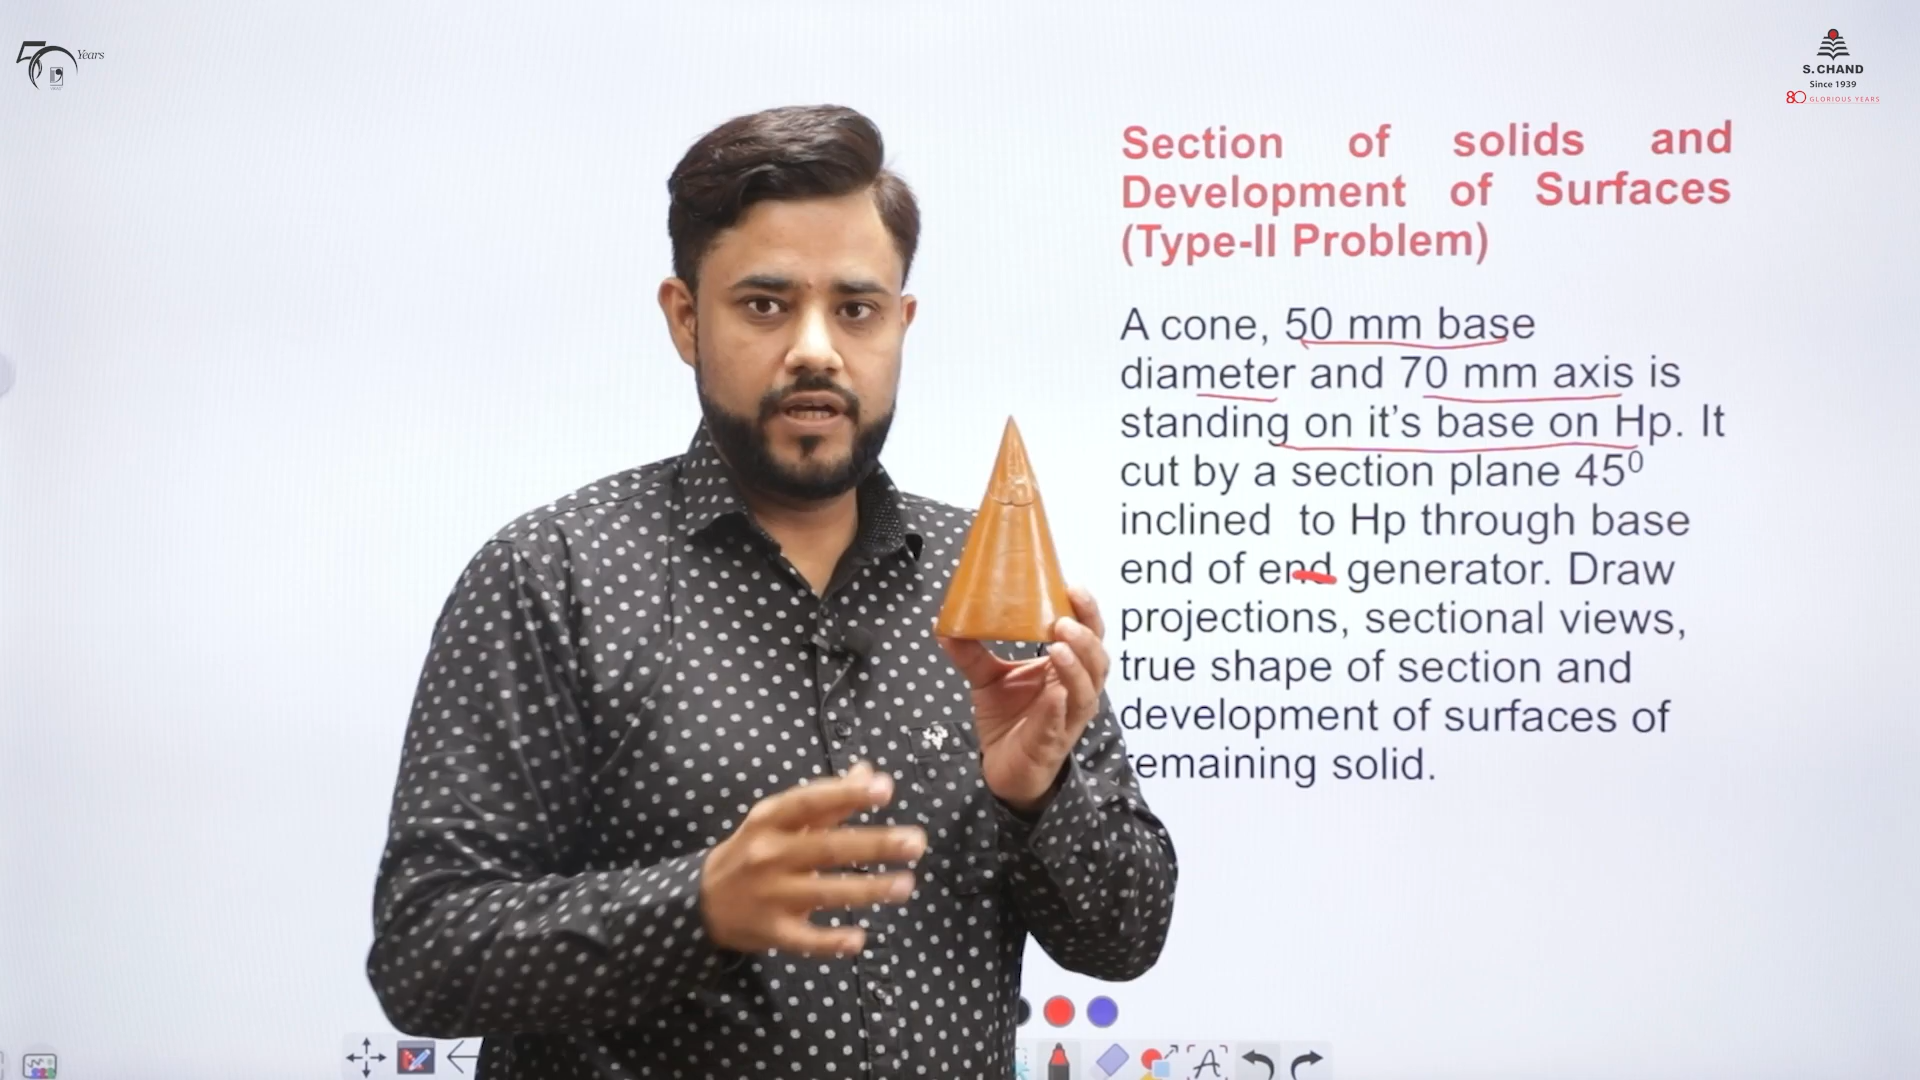 50 Years
S. CHAND
Since 1939
80 GLORIOUS YEARS
Section of solids and
Development of Surfaces
(Type-II Problem)
A cone, 50 mm base
diameter and 70 mm axis is
standing on it's base on Hp. It
cut by a section plane 45⁰
inclined to Hp through base
end of end generator. Draw
projections, sectional views,
true shape of section and
development of surfaces of
remaining solid.
A